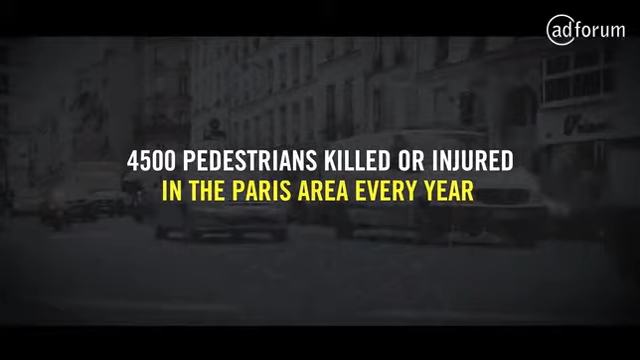 adforum
4500 PEDESTRIANS KILLED OR INJURED
IN THE PARIS AREA EVERY YEAR